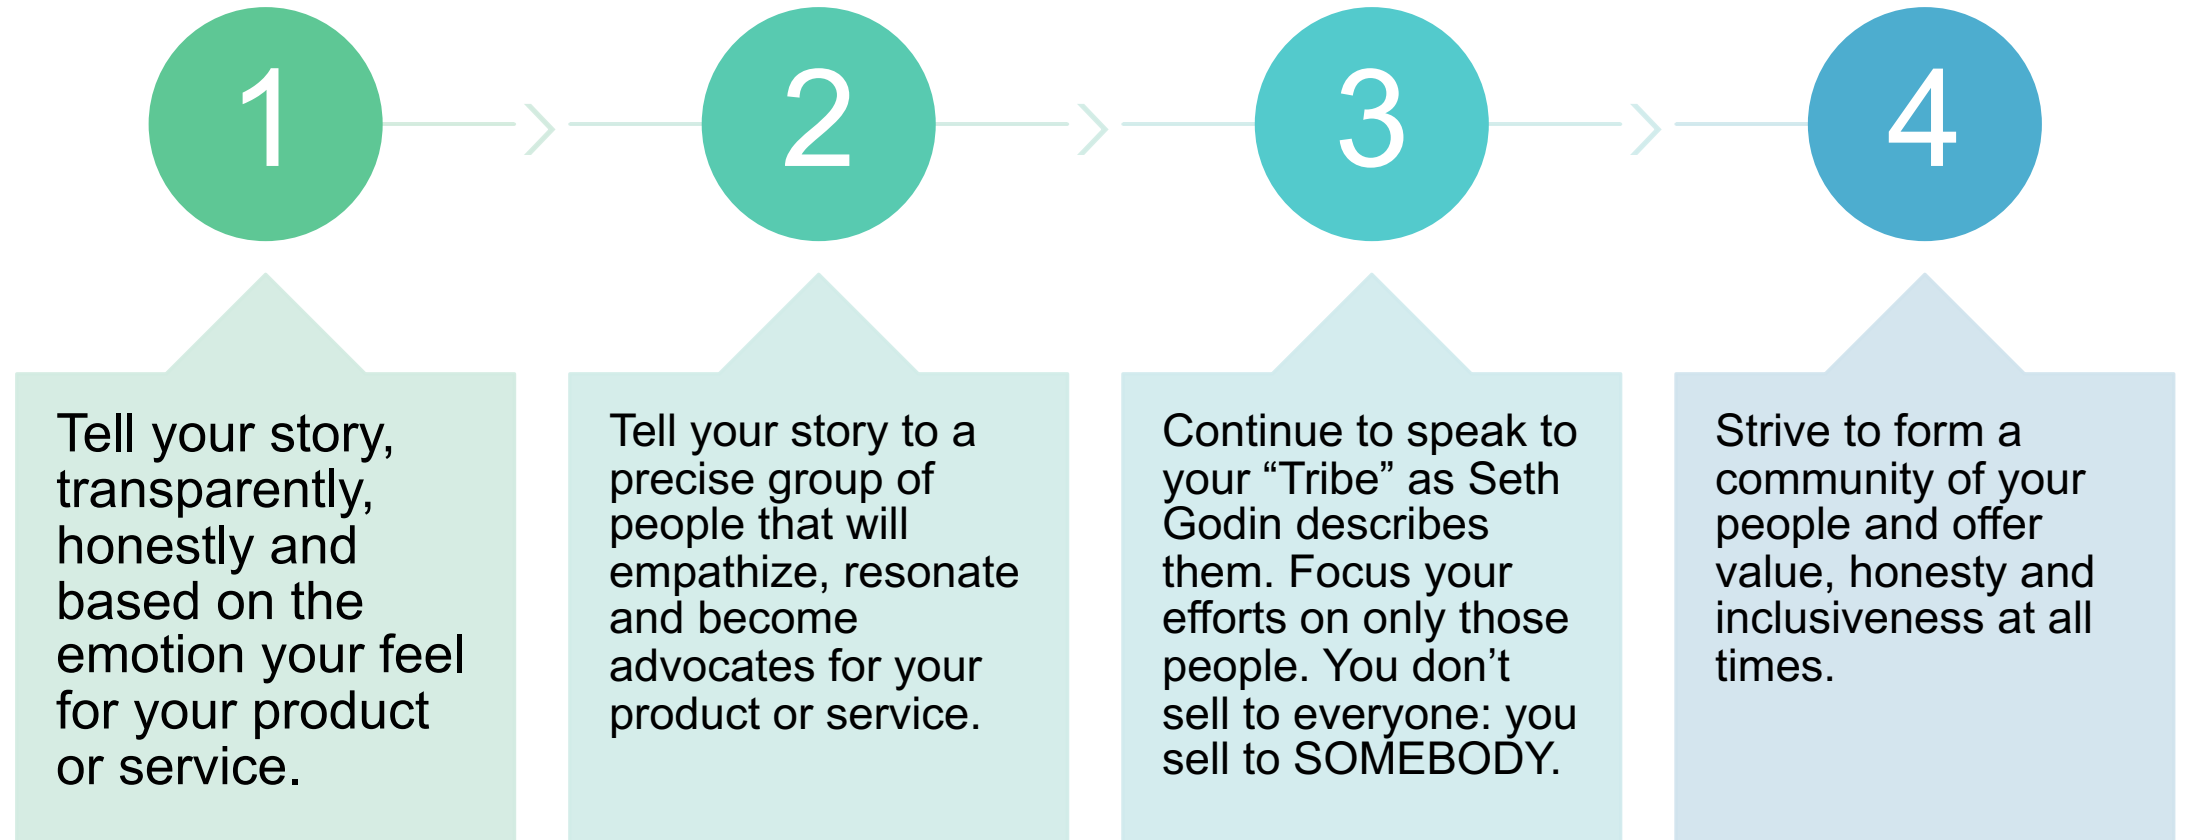 1
Tell your story,
transparently,
honestly and
based on the
emotion your feel
for your product
or service.
2
Tell your story to a
precise group of
people that will
empathize, resonate
and become
advocates for your
product or service.
3
Continue to speak to
your “Tribe” as Seth
Godin describes
them. Focus your
efforts on only those
people. You don’t
sell to everyone: you
sell to SOMEBODY.
4
Strive to form a
community of your
people and offer
value, honesty and
inclusiveness at all
times.